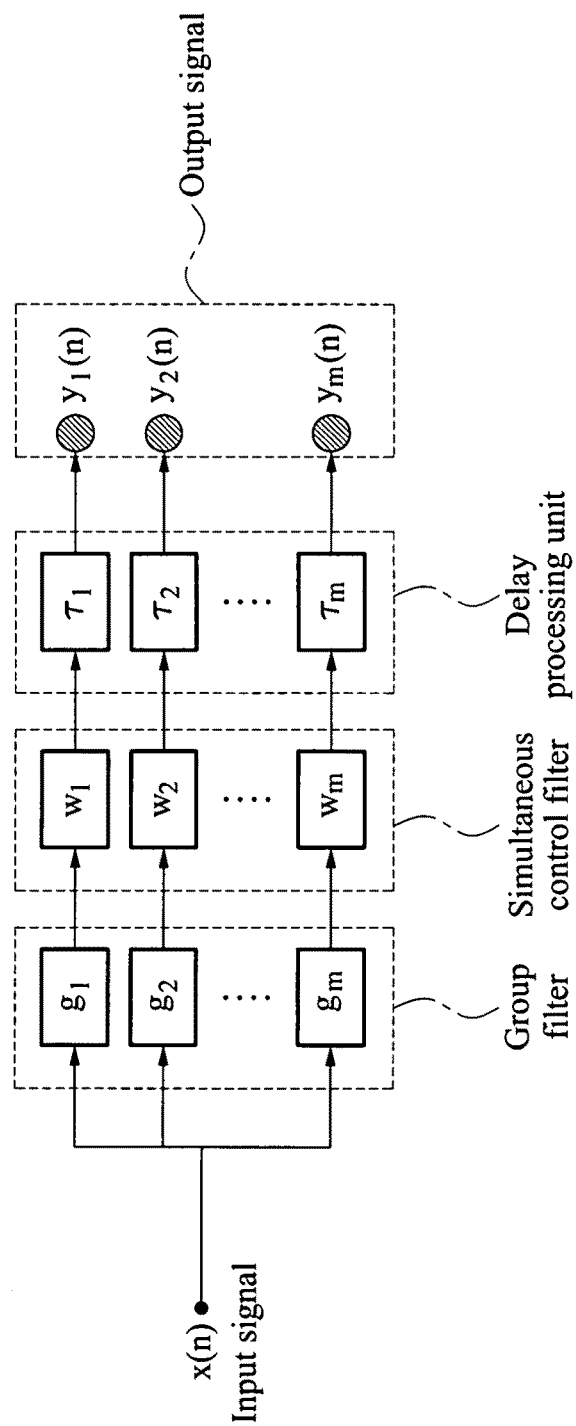 x(n)
Input signal
g1
g2
....
gm
Group
filter
w1
w2
....
wm
Simultaneous
control filter
τ1
τ2
....
τm
Delay
processing unit
y1(n)
y2(n)
ym(n)
Output signal